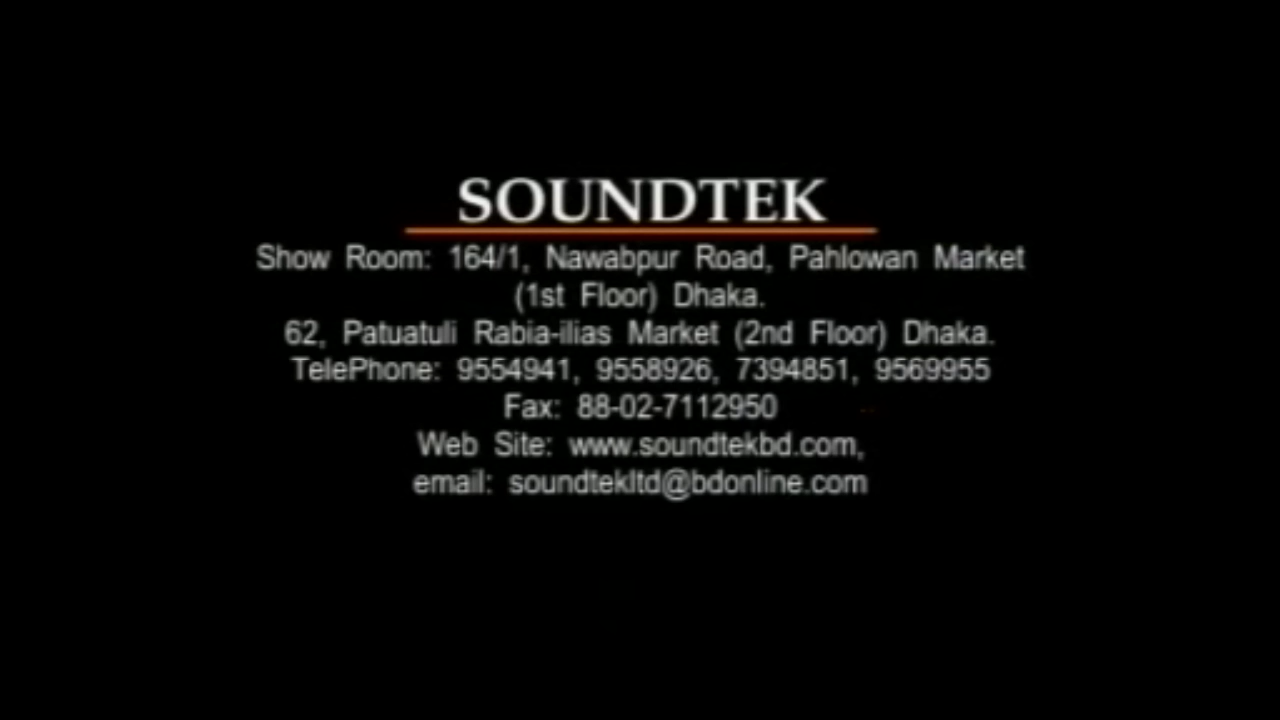 SOUNDTEK
Show Room: 164/1, Nawabpur Road, Pahlowan Market
(1st Floor) Dhaka.
62, Patuatuli Rabia-ilias Market (2nd Floor) Dhaka.
TelePhone: 9554941, 9558926, 7394851, 9569955
Fax: 88-02-7112950
Web Site: www.soundtekbd.com,
email: soundtekltd@bdonline.com